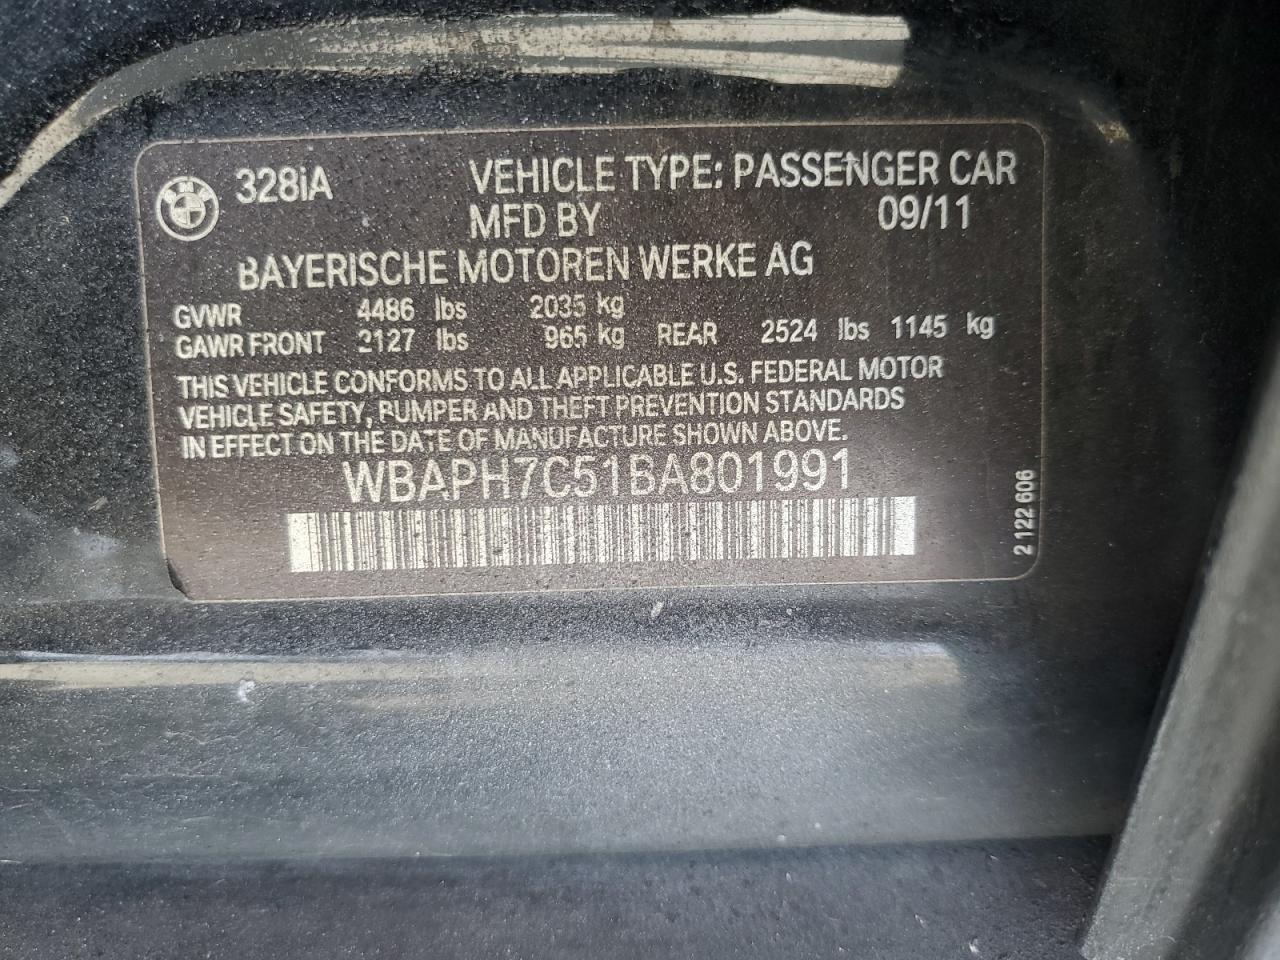 BMW
328iA VEHICLE TYPE: PASSENGER CAR
MFD BY 09/11
BAYERISCHE MOTOREN WERKE AG
GVWR 4486 lbs 2035 kg
GAWR FRONT 2127 lbs 965 kg REAR 2524 lbs 1145 kg
THIS VEHICLE CONFORMS TO ALL APPLICABLE U.S. FEDERAL MOTOR
VEHICLE SAFETY, BUMPER AND THEFT PREVENTION STANDARDS
IN EFFECT ON THE DATE OF MANUFACTURE SHOWN ABOVE.
WBAPH7C51BA801991
2 122 606